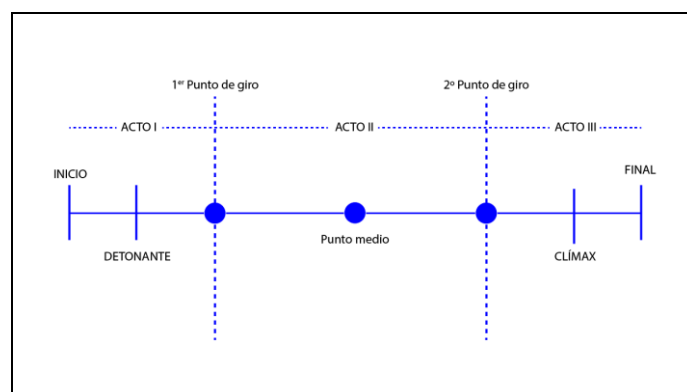 1er Punto de giro
2º Punto de giro
ACTO I
ACTO II
ACTO III
INICIO
FINAL
Punto medio
DETONANTE
CLÍMAX